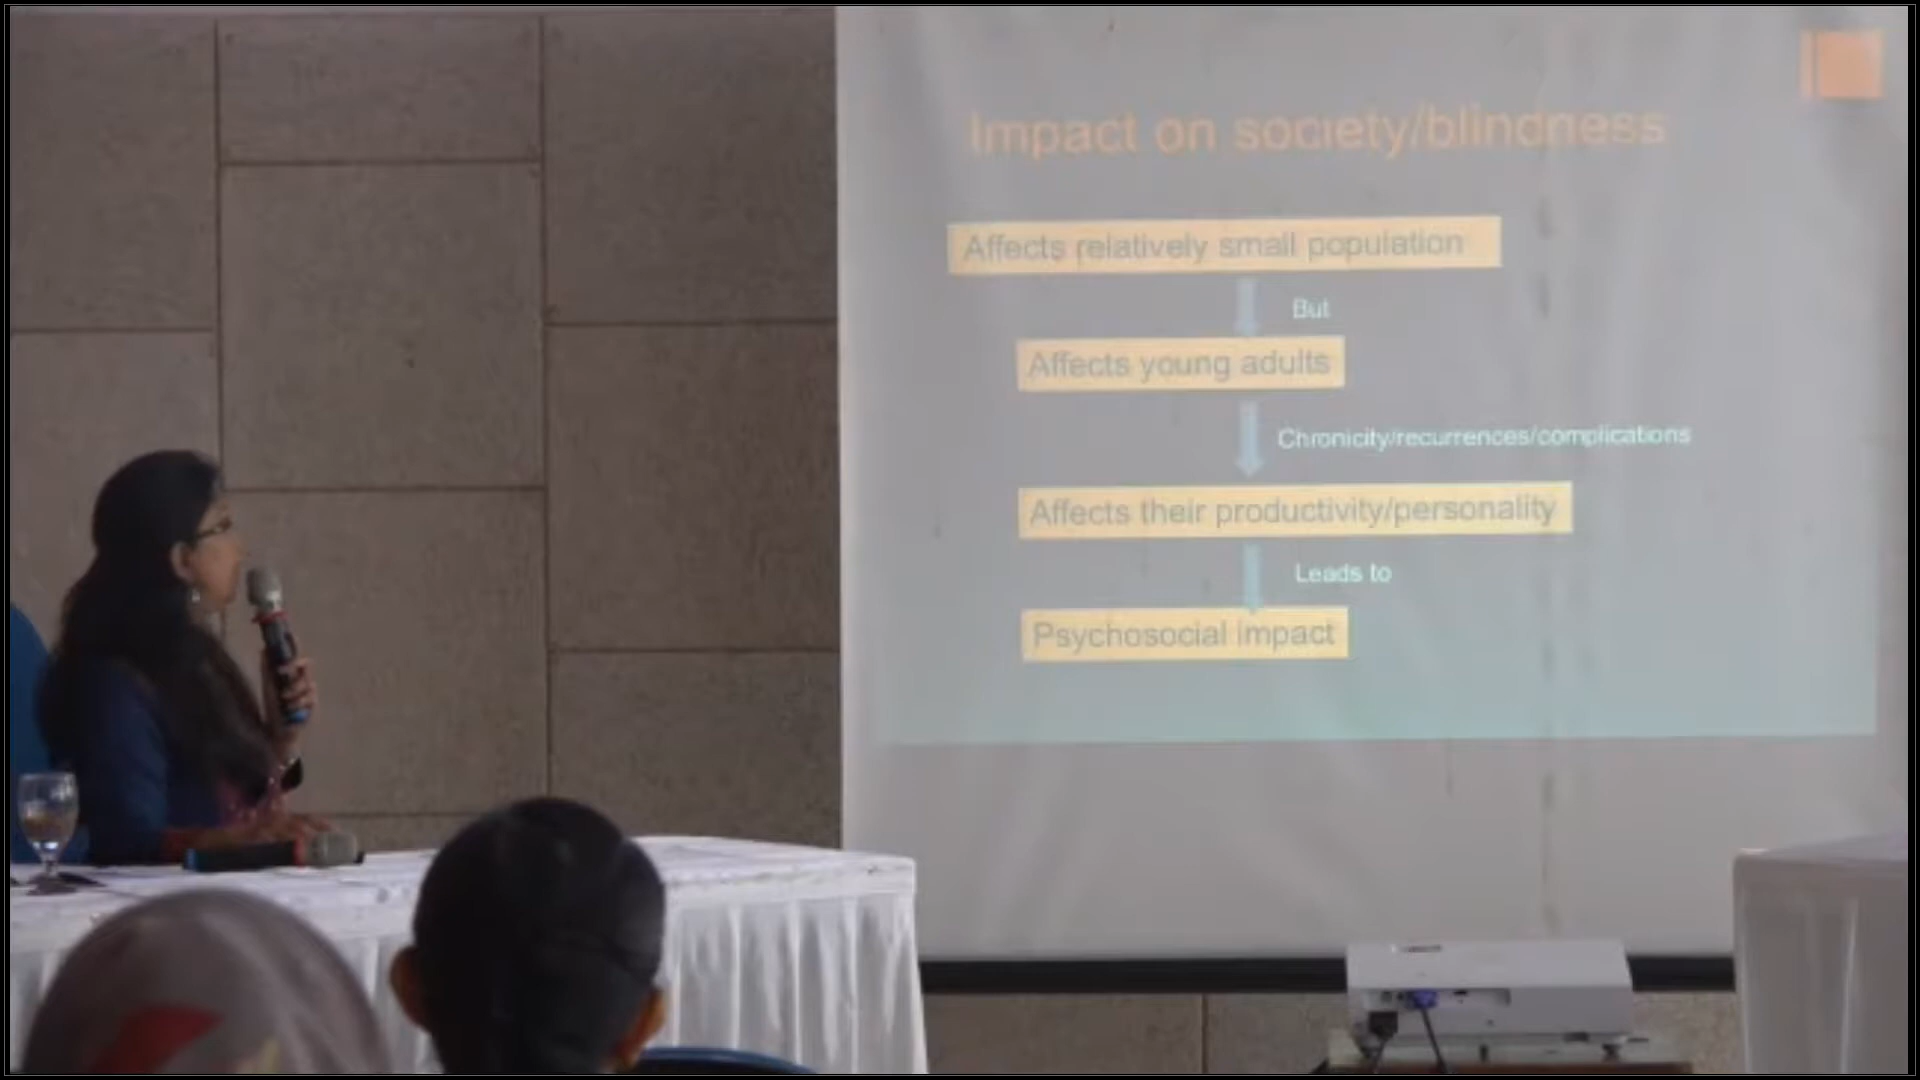 Impact on society/blindness
Affects relatively small population
But
Affects young adults
Chronicity/recurrences/complications
Affects their productivity/personality
Leads to
Psychosocial impact